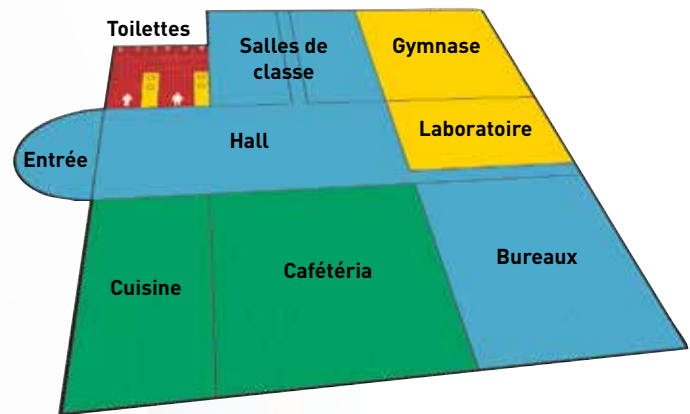 Toilettes
Salles de
classe
Gymnase
Laboratoire
Hall
Entrée
Cuisine
Cafétéria
Bureaux